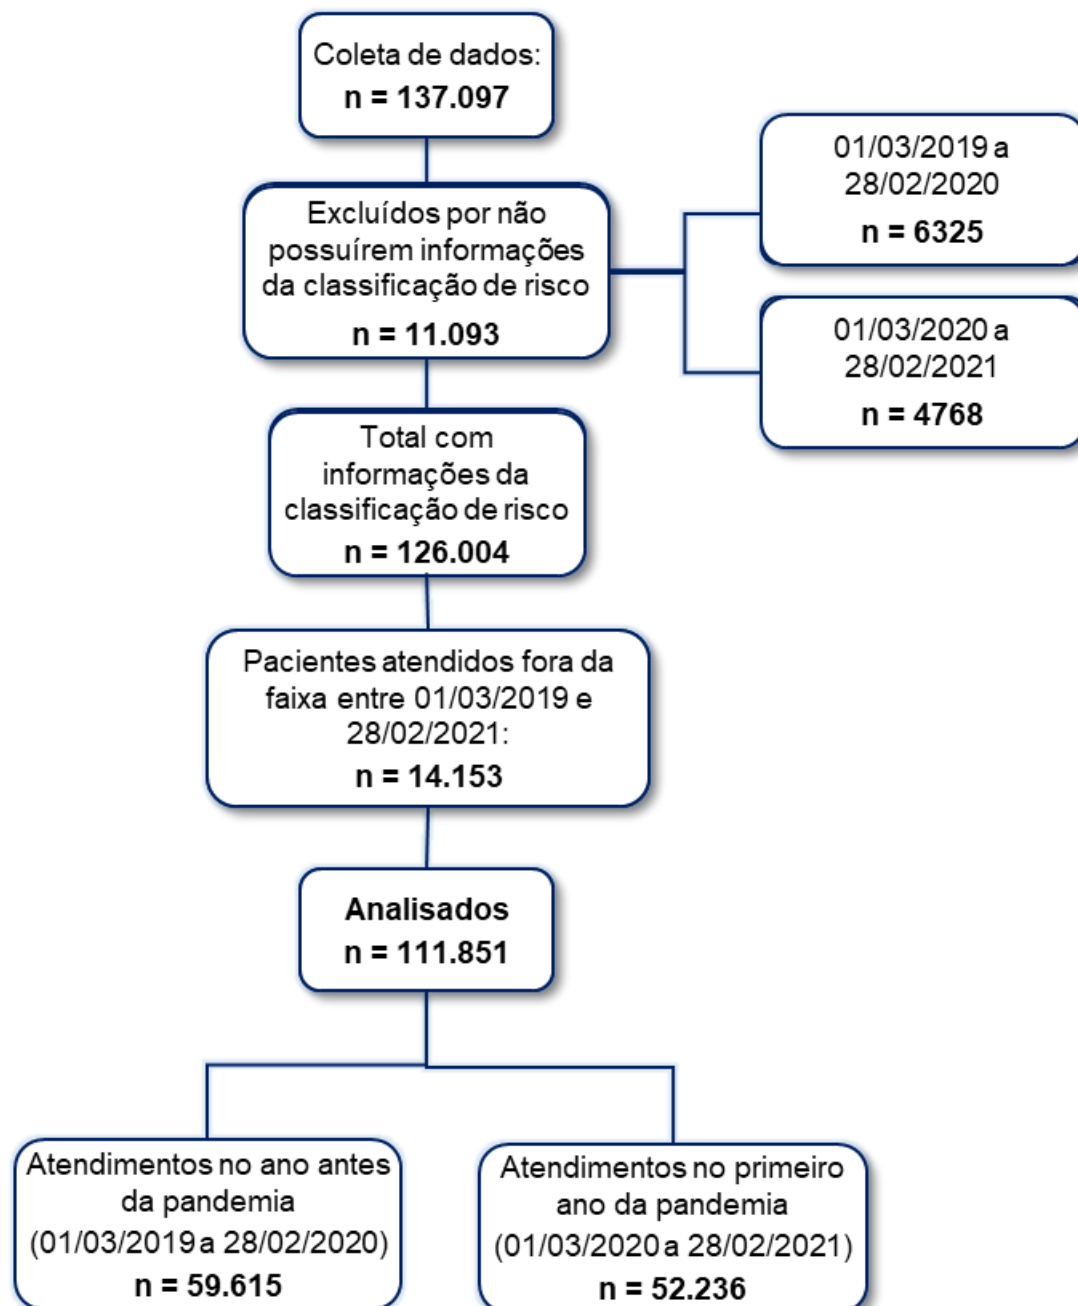 Coleta de dados:
n = 137.097
Excluídos por não
possuírem informações
da classificação de risco
n = 11.093
01/03/2019 a
28/02/2020
n = 6325
01/03/2020 a
28/02/2021
n = 4768
Total com
informações da
classificação de risco
n = 126.004
Pacientes atendidos fora da
faixa entre 01/03/2019 e
28/02/2021:
n = 14.153
Analisados
n = 111.851
Atendimentos no ano antes
da pandemia
(01/03/2019 a 28/02/2020)
n = 59.615
Atendimentos no primeiro
ano da pandemia
(01/03/2020 a 28/02/2021)
n = 52.236